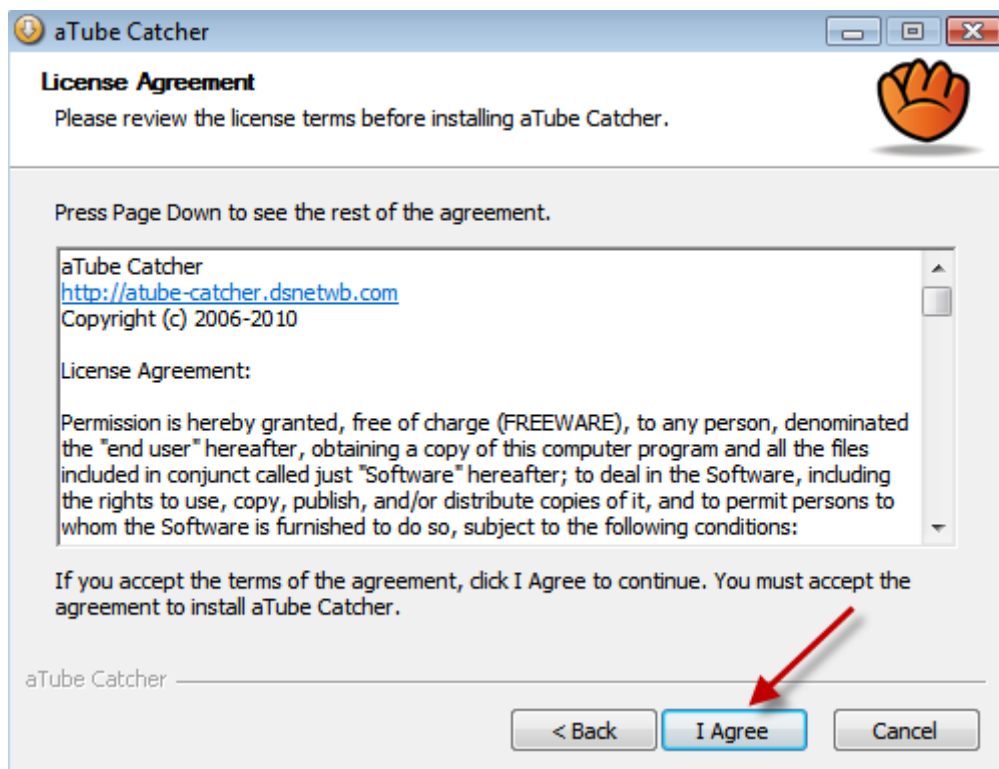 aTube Catcher
License Agreement
Please review the license terms before installing aTube Catcher.
Press Page Down to see the rest of the agreement.
aTube Catcher
http://atube-catcher.dsnetwb.com
Copyright (c) 2006-2010
License Agreement:
Permission is hereby granted, free of charge (FREEWARE), to any person, denominated
the "end user" hereafter, obtaining a copy of this computer program and all the files
included in conjunct called just "Software" hereafter; to deal in the Software, including
the rights to use, copy, publish, and/or distribute copies of it, and to permit persons to
whom the Software is furnished to do so, subject to the following conditions:
If you accept the terms of the agreement, click I Agree to continue. You must accept the
agreement to install aTube Catcher.
aTube Catcher
< Back I Agree Cancel